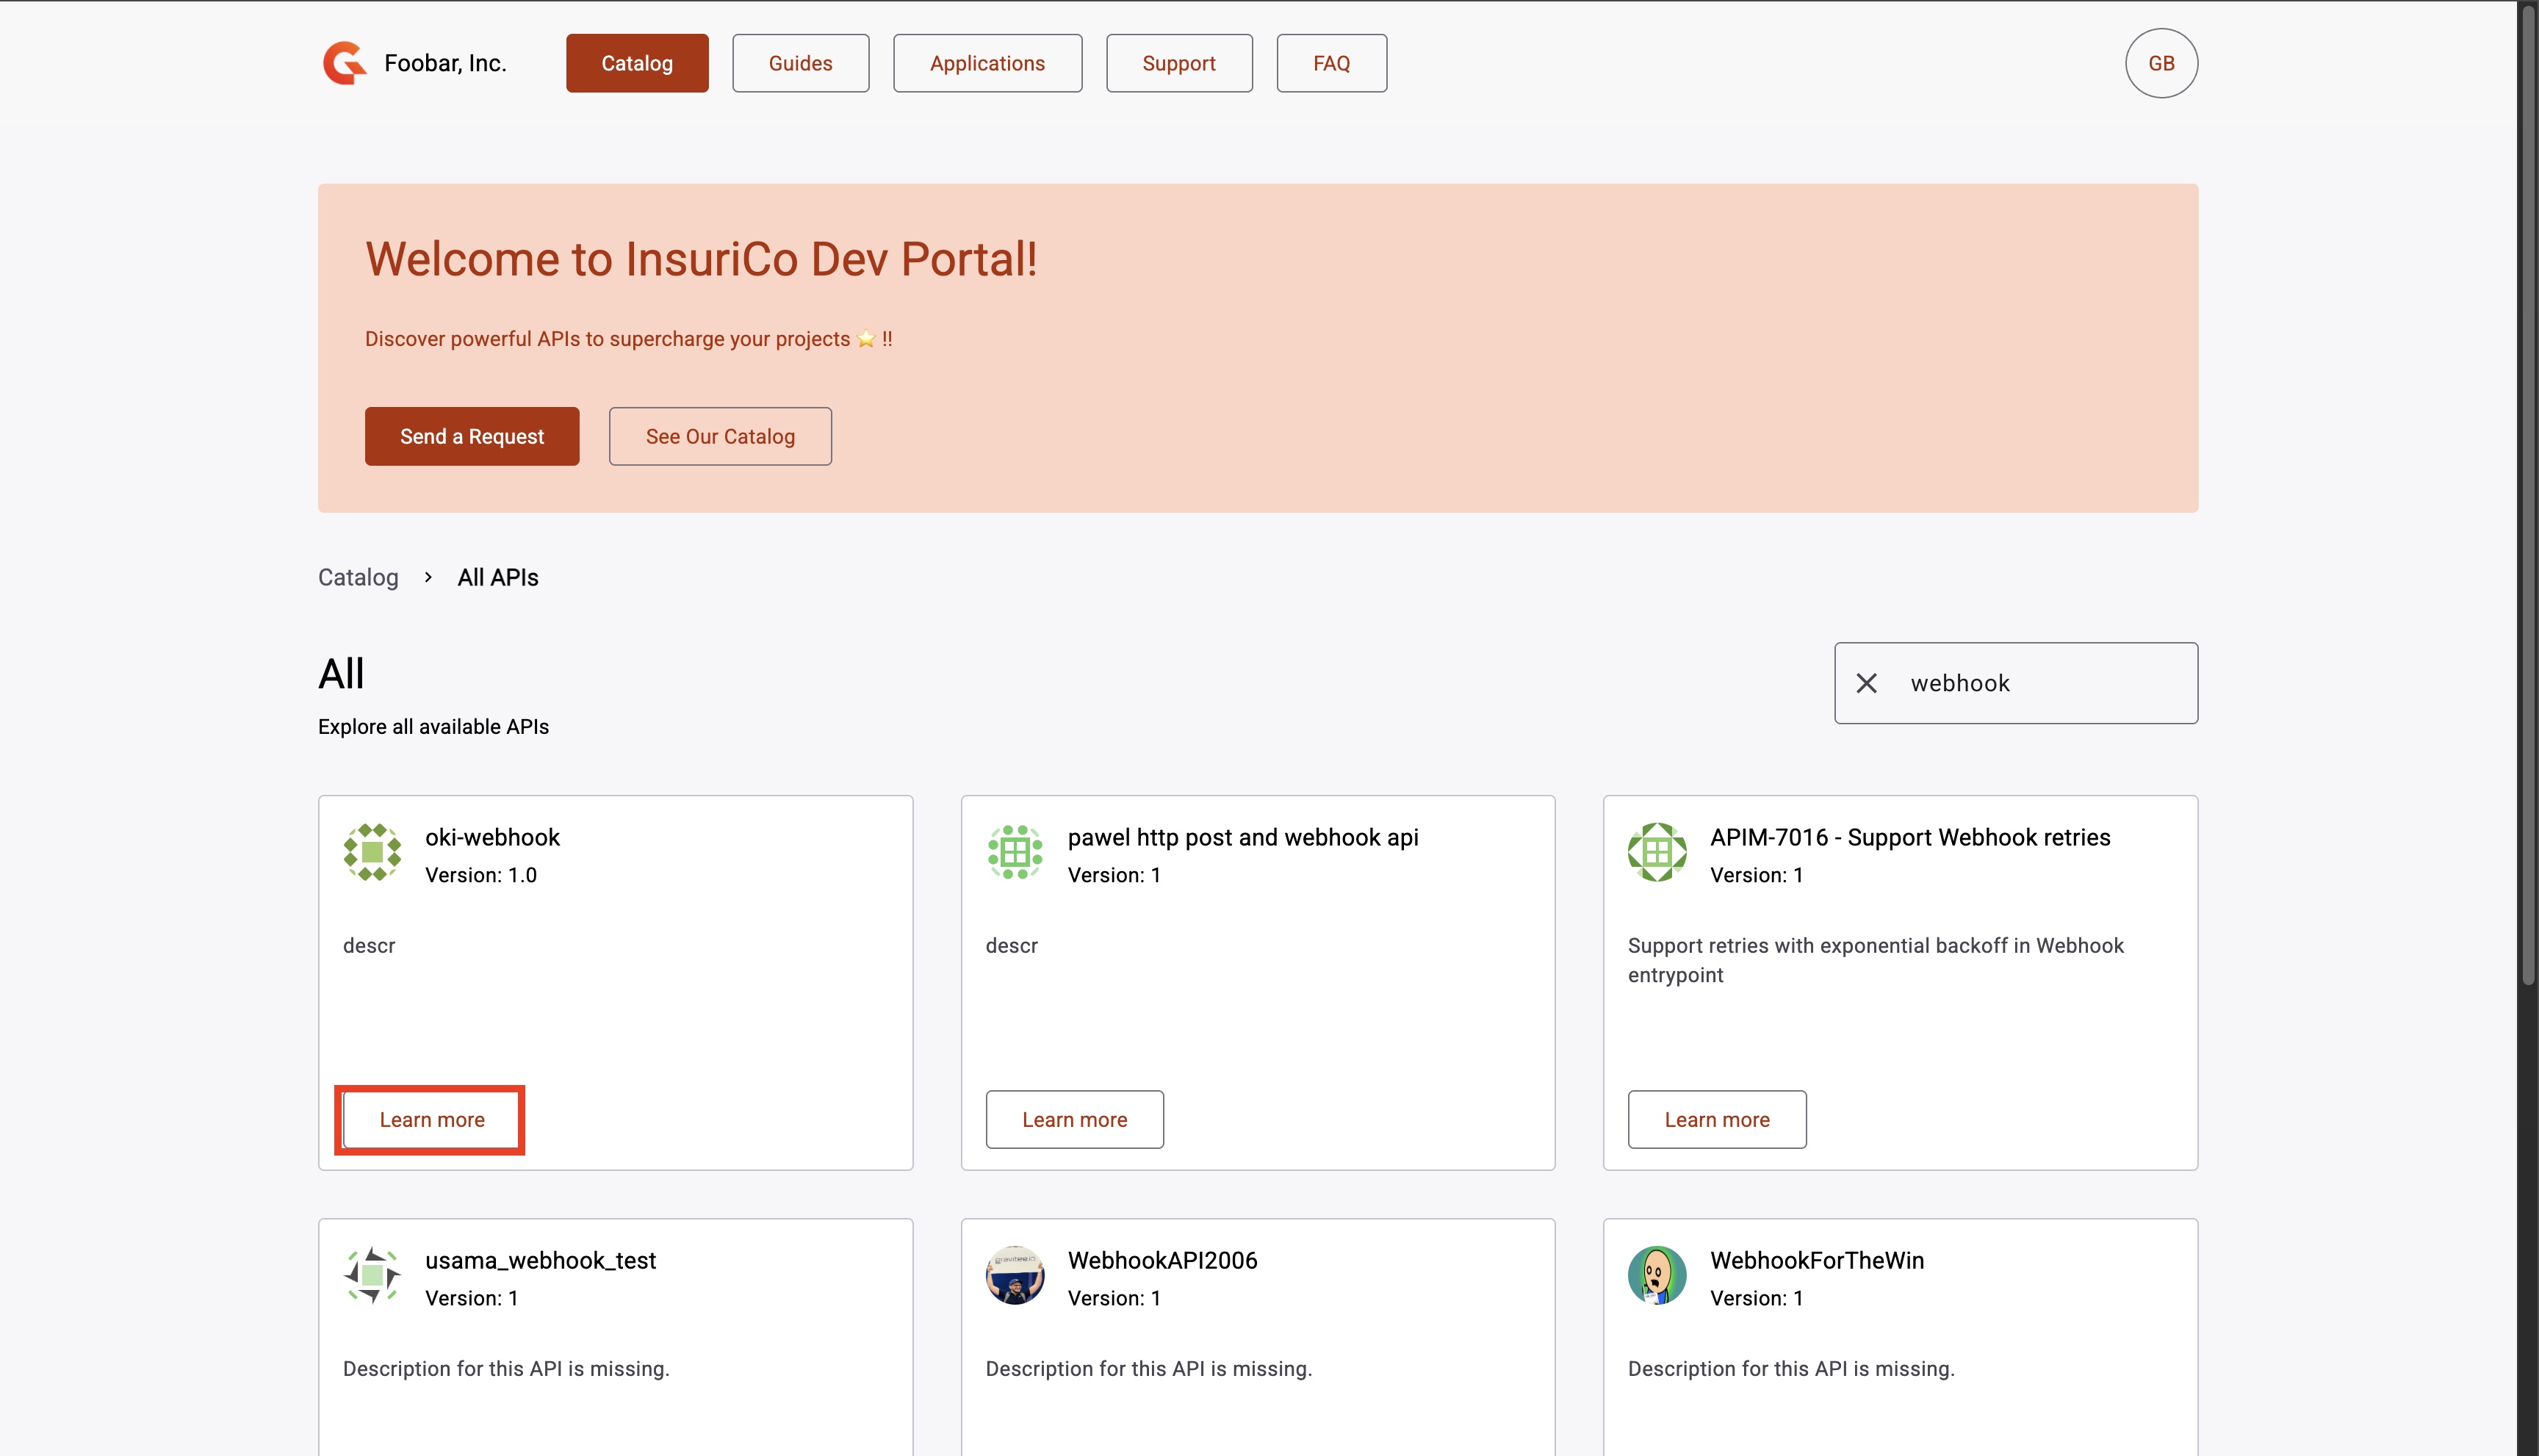 Foobar, Inc.
Catalog
Guides
Applications
Support
FAQ
GB
Welcome to InsuriCo Dev Portal!
Discover powerful APIs to supercharge your projects ⭐ !!
Send a Request
See Our Catalog
Catalog > All APIs
All
webhook
Explore all available APIs
oki-webhook
Version: 1.0
descr
Learn more
pawel http post and webhook api
Version: 1
descr
Learn more
APIM-7016 - Support Webhook retries
Version: 1
Support retries with exponential backoff in Webhook
entrypoint
Learn more
usama_webhook_test
Version: 1
Description for this API is missing.
WebhookAPI2006
Version: 1
Description for this API is missing.
WebhookForTheWin
Version: 1
Description for this API is missing.